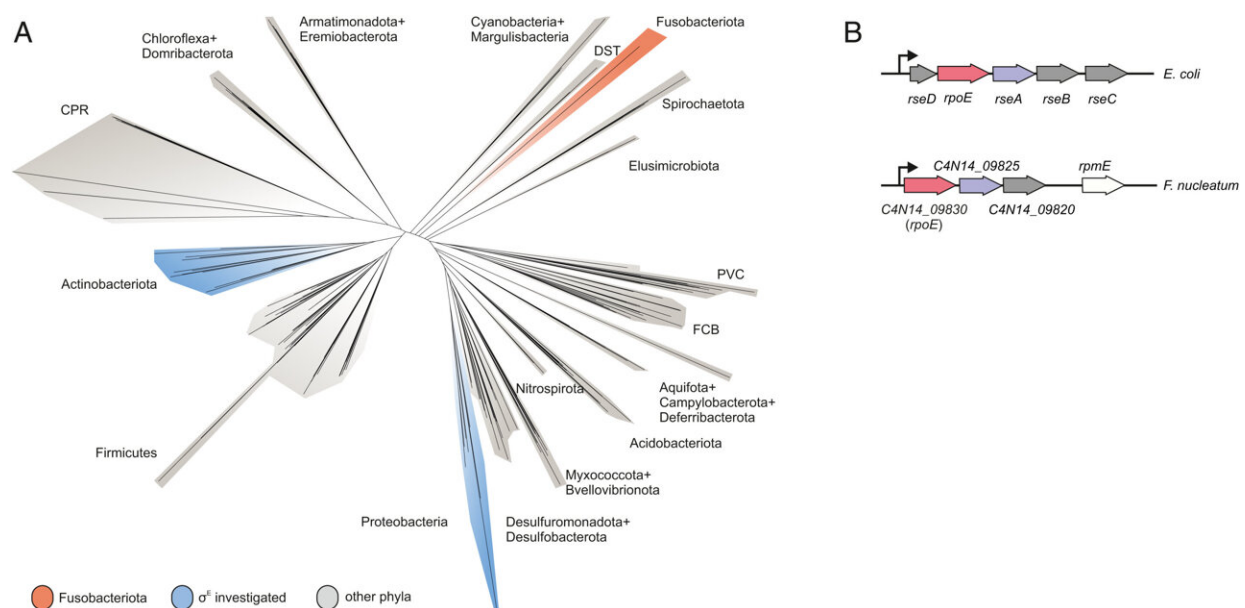 A
Armatimonadota+
Eremiobacterota
Chloroflexa+
Domribacterota
CPR
Cyanobacteria+
Margulisbacteria
Fusobacteriota
DST
Spirochaetota
Elusimicrobiota
Actinobacteriota
PVC
FCB
Nitrospirota
Aquifota+
Campylobacterota+
Deferribacterota
Acidobacteriota
Firmicutes
Myxococcota+
Bvellovibrionota
Proteobacteria
Desulfuromonadota+
Desulfobacterota
Fusobacteriota
σᴱ investigated
other phyla
B
E. coli
rseD rpoE rseA rseB rseC
C4N14_09825 rpmE
F. nucleatum
C4N14_09830 C4N14_09820
(rpoE)